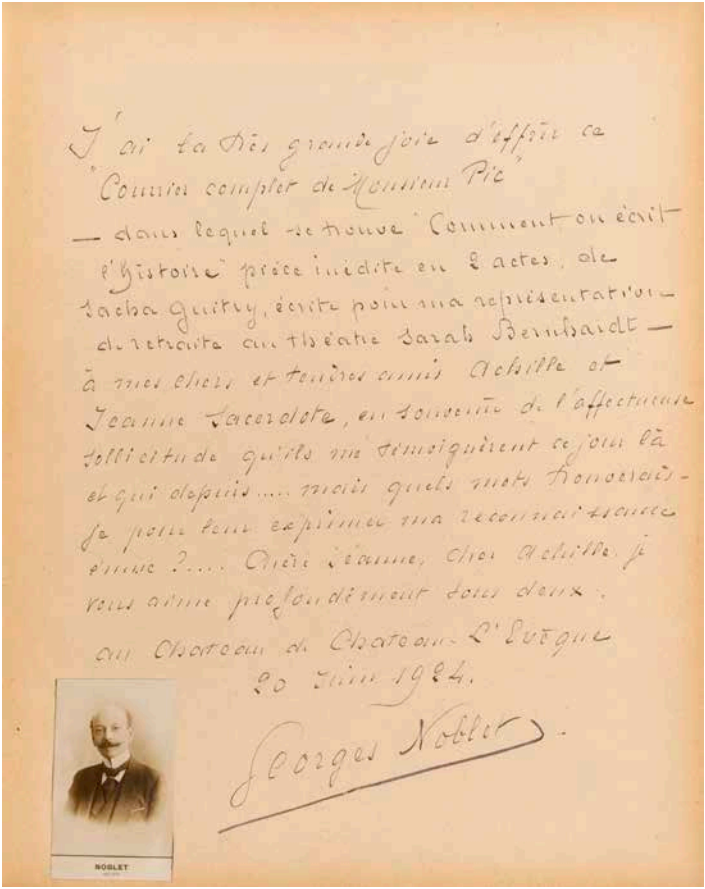 J'ai la très grande joie d'offrir ce
"Courrier complet de Monsieur Pic"
— dans lequel se trouve "Comment on écrit
l'Histoire" pièce inédite en 2 actes, de
Sacha Guitry, écrite pour ma représentation
de retraite au théâtre Sarah Bernhardt —
à mes chers et tendres amis Achille et
Jeanne Sacerdote, en souvenir de l'affectueuse
sollicitude qu'ils me témoignèrent ce jour là
et qui depuis..... mais quels mots trouverais-
je pour leur exprimer ma reconnaissance
émue ?.... Chère Jeanne, cher Achille, je
vous aime profondément tous deux.
au Chateau de Chateau-L'Evêque
20 Juin 1924.
Georges Noblet
NOBLET